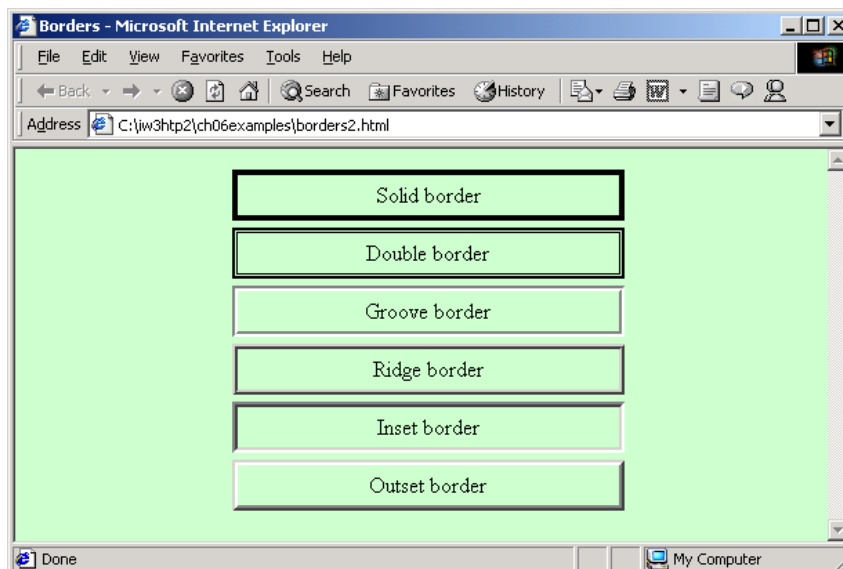 Borders - Microsoft Internet Explorer
File Edit View Favorites Tools Help
Back Search Favorites History
Address C:\iw3htp2\ch06examples\borders2.html
Solid border
Double border
Groove border
Ridge border
Inset border
Outset border
Done My Computer